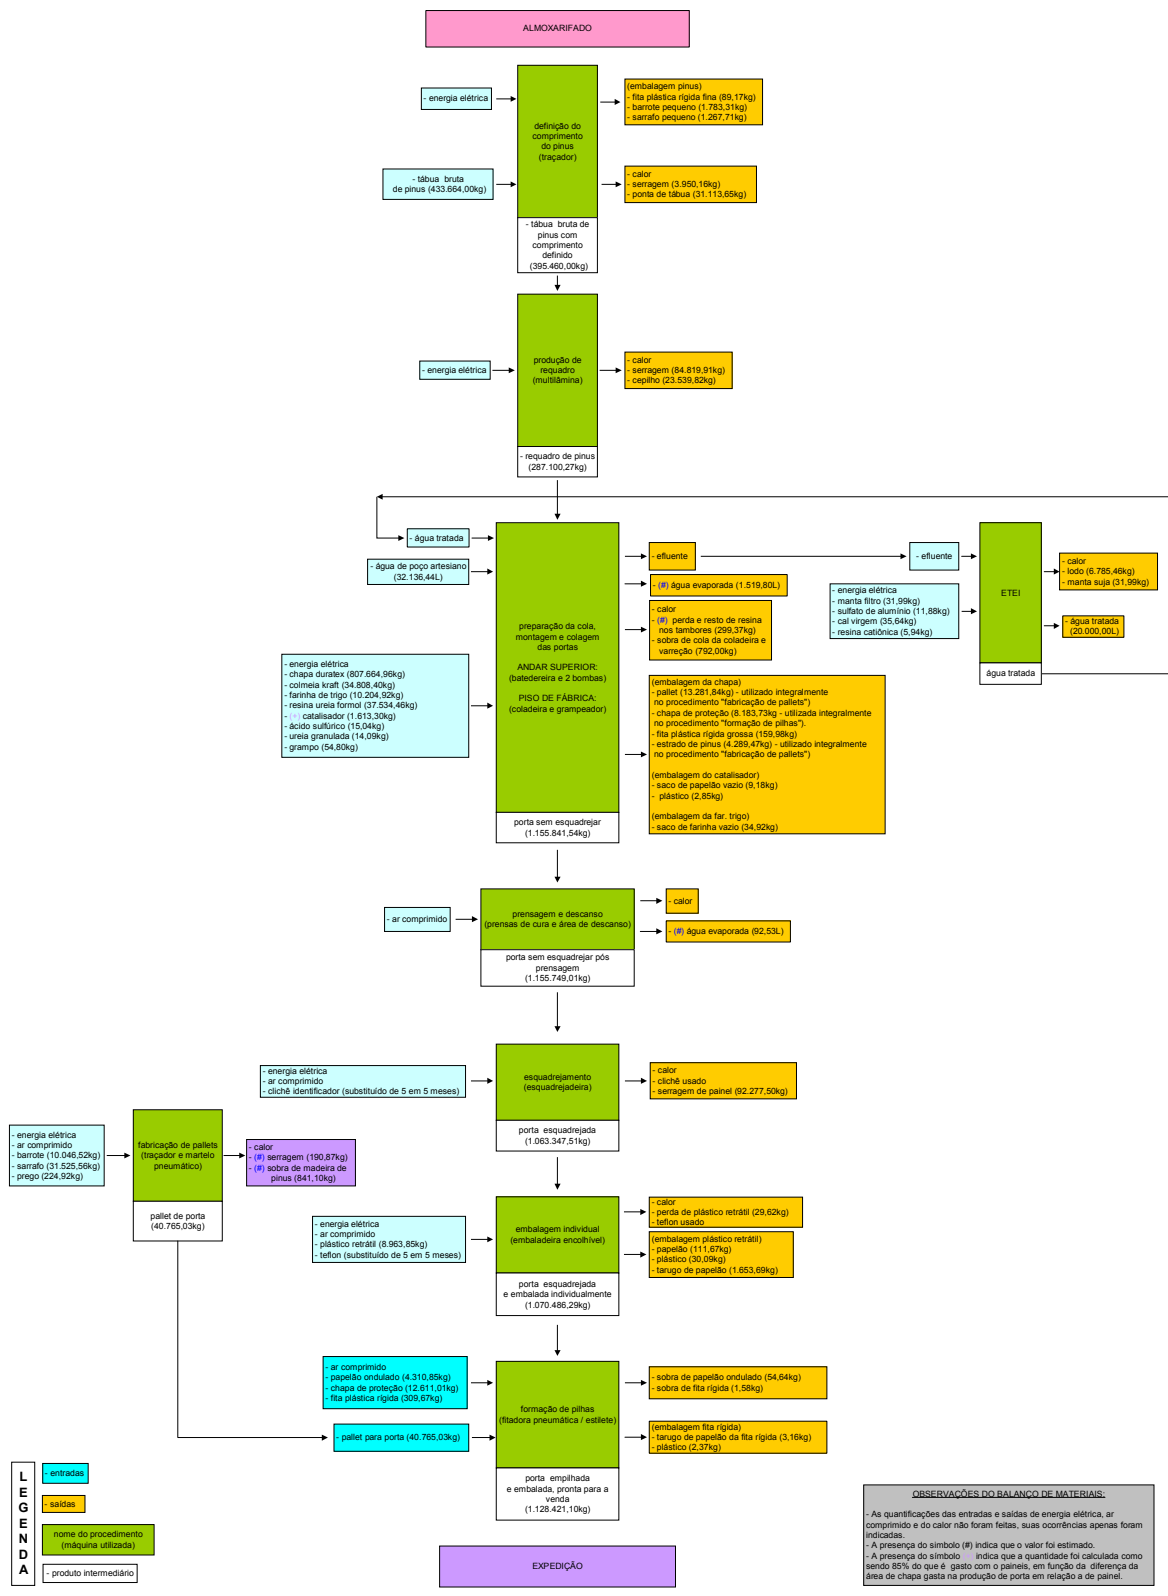 ALMOXARIFADO
- energia elétrica
definição do
comprimento
do pinus
(traçador)
(embalagem pinus)
- fita plástica rígida fina (89,17kg)
- barrote pequeno (1.783,31kg)
- sarrafo pequeno (1.267,71kg)
- tábua bruta
de pinus (433.664,00kg)
- calor
- serragem (3.950,16kg)
- ponta de tábua (31.113,65kg)
- tábua bruta de
pinus com
comprimento
definido
(395.460,00kg)
- energia elétrica
produção de
requadro
(multilâmina)
- calor
- serragem (84.819,91kg)
- cepilho (23.539,82kg)
- requadro de pinus
(287.100,27kg)
- água tratada
- água de poço artesiano
(32.136,44L)
- energia elétrica
- chapa duratex (807.664,96kg)
- colmeia kraft (34.808,40kg)
- farinha de trigo (10.204,92kg)
- resina ureia formol (37.534,46kg)
- catalisador (1.613,30kg)
- ácido sulfúrico (15,04kg)
- ureia granulada (14,09kg)
- grampo (54,80kg)
preparação da cola,
montagem e colagem
das portas
ANDAR SUPERIOR:
(batedereira e 2 bombas)
PISO DE FÁBRICA:
(coladeira e grampeador)
porta sem esquadrejar
(1.155.841,54kg)
- efluente
- (#) água evaporada (1.519,80L)
- calor
- (#) perda e resto de resina
nos tambores (299,37kg)
- sobra de cola da coladeira e
varreção (792,00kg)
(embalagem da chapa)
- pallet (13.281,84kg) - utilizado integralmente
no procedimento "fabricação de pallets")
- chapa de proteção (8.183,73kg - utilizada integralmente
no procedimento "formação de pilhas").
- fita plástica rígida grossa (159,98kg)
- estrado de pinus (4.289,47kg) - utilizado integralmente
no procedimento "fabricação de pallets")
(embalagem do catalisador)
- saco de papelão vazio (9,18kg)
- plástico (2,85kg)
(embalagem da far. trigo)
- saco de farinha vazio (34,92kg)
- efluente
- energia elétrica
- manta filtro (31,99kg)
- sulfato de alumínio (11,88kg)
- cal virgem (35,64kg)
- resina catiônica (5,94kg)
ETEI
água tratada
- calor
- lodo (6.785,46kg)
- manta suja (31,99kg)
- água tratada
(20.000,00L)
- ar comprimido
prensagem e descanso
(prensas de cura e área de descanso)
porta sem esquadrejar pós
prensagem
(1.155.749,01kg)
- calor
- (#) água evaporada (92,53L)
- energia elétrica
- ar comprimido
- clichê identificador (substituído de 5 em 5 meses)
esquadrejamento
(esquadrejadeira)
porta esquadrejada
(1.063.347,51kg)
- calor
- clichê usado
- serragem de painel (92.277,50kg)
- energia elétrica
- ar comprimido
- barrote (10.046,52kg)
- sarrafo (31.525,56kg)
- prego (224,92kg)
fabricação de pallets
(traçador e martelo
pneumático)
pallet de porta
(40.765,03kg)
- calor
- (#) serragem (190,87kg)
- (#) sobra de madeira de
pinus (841,10kg)
- energia elétrica
- ar comprimido
- plástico retrátil (8.963,85kg)
- teflon (substituído de 5 em 5 meses)
embalagem individual
(embaladeira encolhível)
porta esquadrejada
e embalada individualmente
(1.070.486,29kg)
- calor
- perda de plástico retrátil (29,62kg)
- teflon usado
(embalagem plástico retrátil)
- papelão (111,67kg)
- plástico (30,09kg)
- tarugo de papelão (1.653,69kg)
- ar comprimido
- papelão ondulado (4.310,85kg)
- chapa de proteção (12.611,01kg)
- fita plástica rígida (309,67kg)
- pallet para porta (40.765,03kg)
formação de pilhas
(fitadora pneumática / estilete)
porta empilhada
e embalada, pronta para a
venda
(1.128.421,10kg)
- sobra de papelão ondulado (54,64kg)
- sobra de fita rígida (1,58kg)
(embalagem fita rígida)
- tarugo de papelão da fita rígida (3,16kg)
- plástico (2,37kg)
EXPEDIÇÃO
LEGENDA
- entradas
- saídas
nome do procedimento
(máquina utilizada)
- produto intermediário
OBSERVAÇÕES DO BALANÇO DE MATERIAIS:
- As quantificações das entradas e saídas de energia elétrica, ar
comprimido e do calor não foram feitas, suas ocorrências apenas foram
indicadas.
- A presença do simbolo (#) indica que o valor foi estimado.
- A presença do símbolo indica que a quantidade foi calculada como
sendo 85% do que é gasto com o paineis, em função da diferença da
área de chapa gasta na produção de porta em relação a de painel.